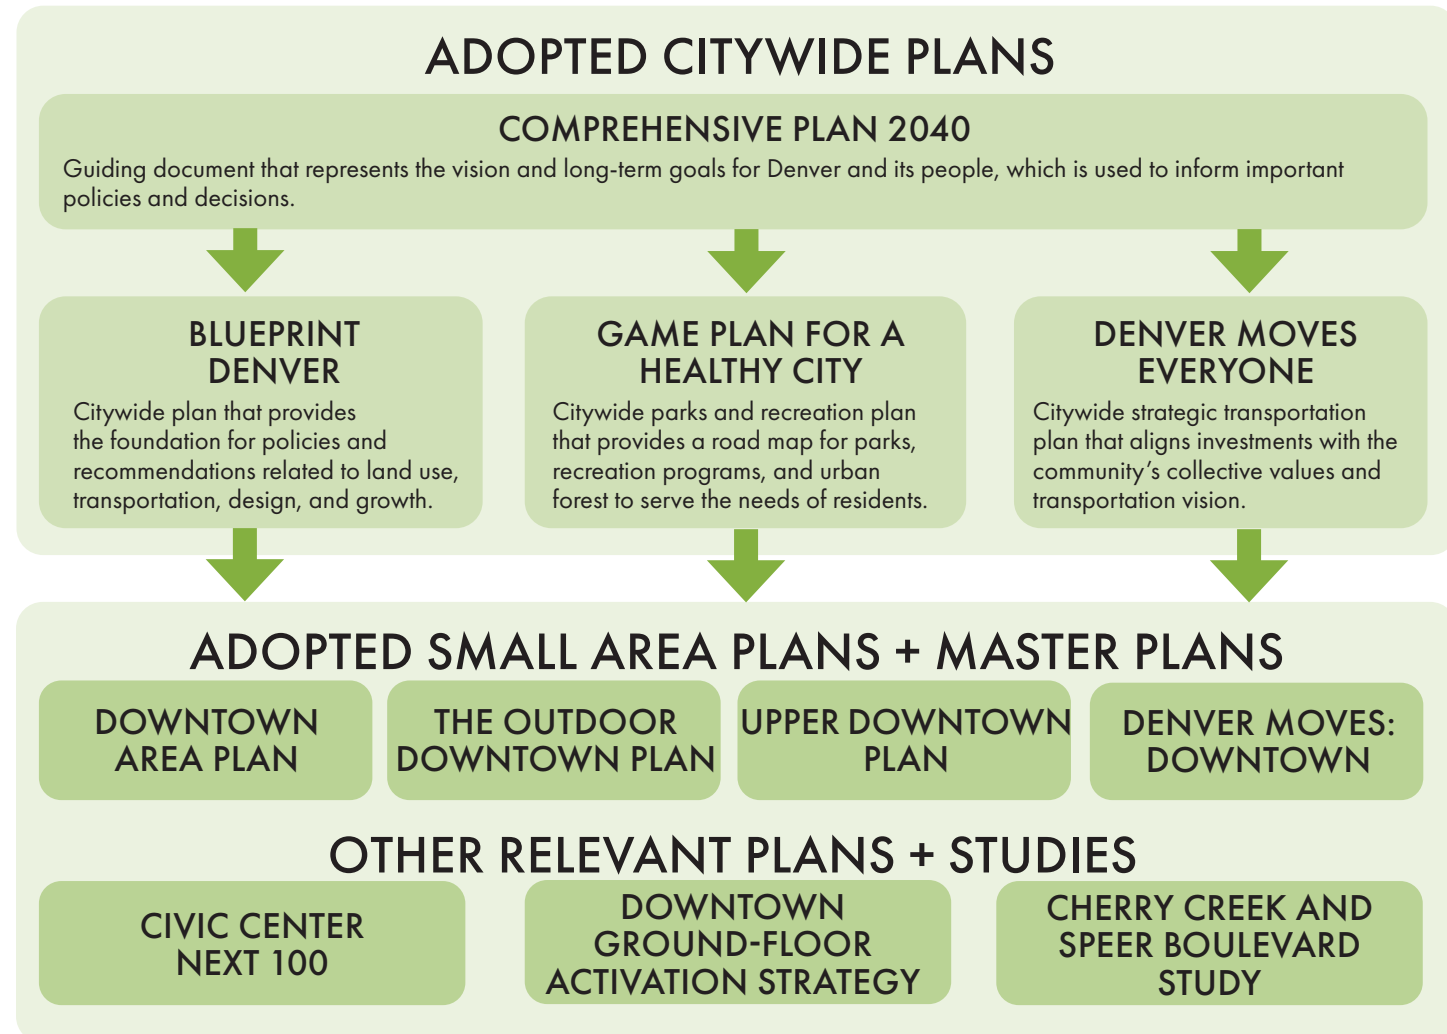 ADOPTED CITYWIDE PLANS
COMPREHENSIVE PLAN 2040
Guiding document that represents the vision and long-term goals for Denver and its people, which is used to inform important
policies and decisions.
BLUEPRINT
DENVER
Citywide plan that provides
the foundation for policies and
recommendations related to land use,
transportation, design, and growth.
GAME PLAN FOR A
HEALTHY CITY
Citywide parks and recreation plan
that provides a road map for parks,
recreation programs, and urban
forest to serve the needs of residents.
DENVER MOVES
EVERYONE
Citywide strategic transportation
plan that aligns investments with the
community’s collective values and
transportation vision.
ADOPTED SMALL AREA PLANS + MASTER PLANS
DOWNTOWN
AREA PLAN
THE OUTDOOR
DOWNTOWN PLAN
UPPER DOWNTOWN
PLAN
DENVER MOVES:
DOWNTOWN
OTHER RELEVANT PLANS + STUDIES
CIVIC CENTER
NEXT 100
DOWNTOWN
GROUND-FLOOR
ACTIVATION STRATEGY
CHERRY CREEK AND
SPEER BOULEVARD
STUDY